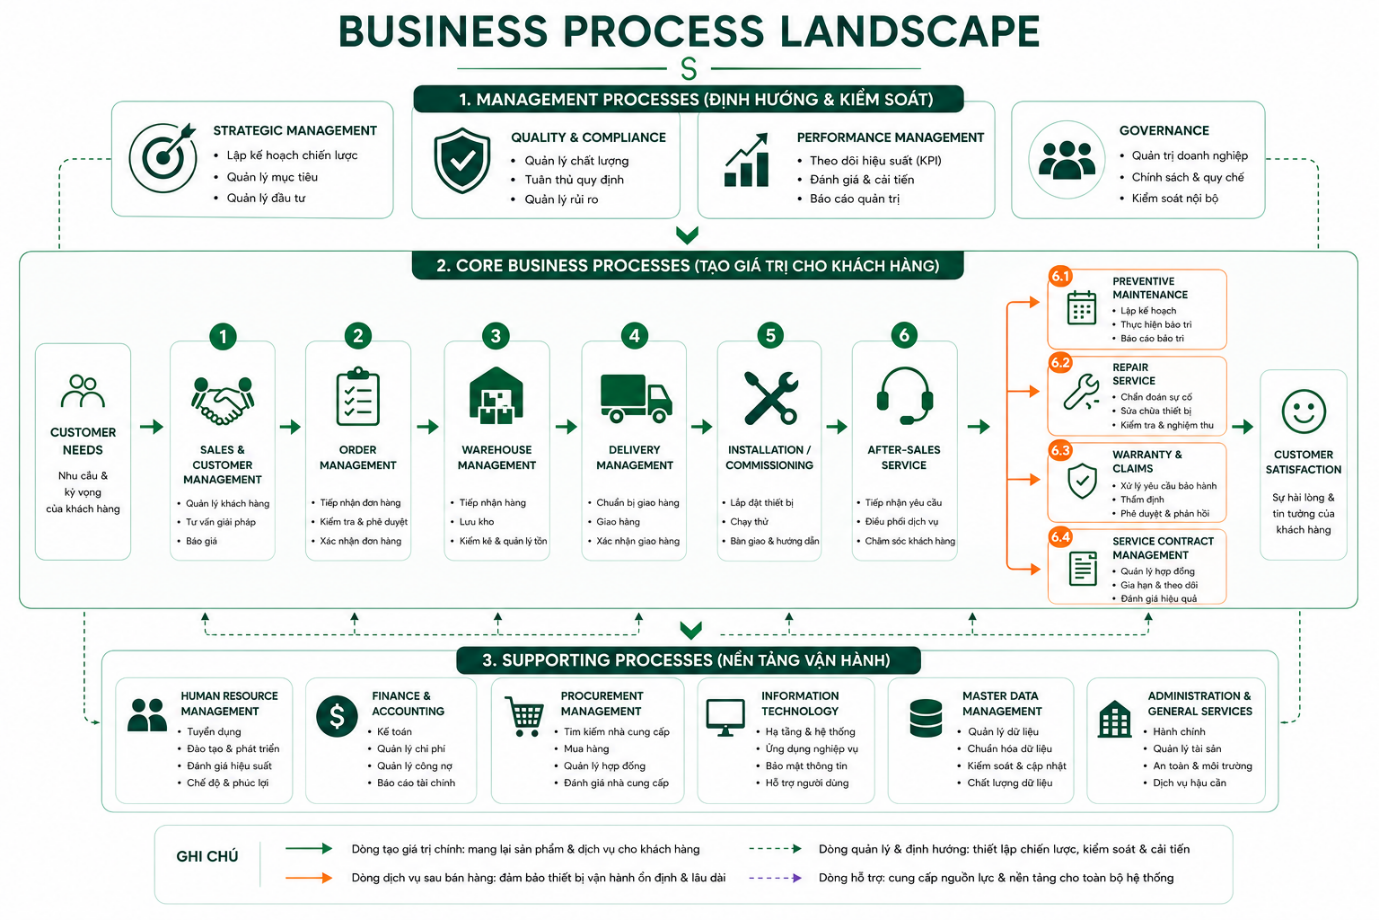 BUSINESS PROCESS LANDSCAPE
S
1. MANAGEMENT PROCESSES (ĐỊNH HƯỚNG & KIỂM SOÁT)
STRATEGIC MANAGEMENT
• Lập kế hoạch chiến lược
• Quản lý mục tiêu
• Quản lý đầu tư
QUALITY & COMPLIANCE
• Quản lý chất lượng
• Tuân thủ quy định
• Quản lý rủi ro
PERFORMANCE MANAGEMENT
• Theo dõi hiệu suất (KPI)
• Đánh giá & cải tiến
• Báo cáo quản trị
GOVERNANCE
• Quản trị doanh nghiệp
• Chính sách & quy chế
• Kiểm soát nội bộ
2. CORE BUSINESS PROCESSES (TẠO GIÁ TRỊ CHO KHÁCH HÀNG)
CUSTOMER
NEEDS
Nhu cầu &
kỳ vọng
của khách hàng
1
SALES &
CUSTOMER
MANAGEMENT
• Quản lý khách hàng
• Tư vấn giải pháp
• Báo giá
2
ORDER
MANAGEMENT
• Tiếp nhận đơn hàng
• Kiểm tra & phê duyệt
• Xác nhận đơn hàng
3
WAREHOUSE
MANAGEMENT
• Tiếp nhận hàng
• Lưu kho
• Kiểm kê & quản lý tồn
4
DELIVERY
MANAGEMENT
• Chuẩn bị giao hàng
• Giao hàng
• Xác nhận giao hàng
5
INSTALLATION /
COMMISSIONING
• Lắp đặt thiết bị
• Chạy thử
• Bàn giao & hướng dẫn
6
AFTER-SALES
SERVICE
• Tiếp nhận yêu cầu
• Điều phối dịch vụ
• Chăm sóc khách hàng
6.1
PREVENTIVE
MAINTENANCE
• Lập kế hoạch
• Thực hiện bảo trì
• Báo cáo bảo trì
6.2
REPAIR
SERVICE
• Chẩn đoán sự cố
• Sửa chữa thiết bị
• Kiểm tra & nghiệm thu
6.3
WARRANTY &
CLAIMS
• Xử lý yêu cầu bảo hành
• Thẩm định
• Phê duyệt & phản hồi
6.4
SERVICE CONTRACT
MANAGEMENT
• Quản lý hợp đồng
• Gia hạn & theo dõi
• Đánh giá hiệu quả
CUSTOMER
SATISFACTION
Sự hài lòng &
tin tưởng của
khách hàng
3. SUPPORTING PROCESSES (NỀN TẢNG VẬN HÀNH)
HUMAN RESOURCE
MANAGEMENT
• Tuyển dụng
• Đào tạo & phát triển
• Đánh giá hiệu suất
• Chế độ & phúc lợi
FINANCE &
ACCOUNTING
• Kế toán
• Quản lý chi phí
• Quản lý công nợ
• Báo cáo tài chính
PROCUREMENT
MANAGEMENT
• Tìm kiếm nhà cung cấp
• Mua hàng
• Quản lý hợp đồng
• Đánh giá nhà cung cấp
INFORMATION
TECHNOLOGY
• Hạ tầng & hệ thống
• Ứng dụng nghiệp vụ
• Bảo mật thông tin
• Hỗ trợ người dùng
MASTER DATA
MANAGEMENT
• Quản lý dữ liệu
• Chuẩn hóa dữ liệu
• Kiểm soát & cập nhật
• Chất lượng dữ liệu
ADMINISTRATION &
GENERAL SERVICES
• Hành chính
• Quản lý tài sản
• An toàn & môi trường
• Dịch vụ hậu cần
GHI CHÚ
Dòng tạo giá trị chính: mang lại sản phẩm & dịch vụ cho khách hàng
Dòng quản lý & định hướng: thiết lập chiến lược, kiểm soát & cải tiến
Dòng dịch vụ sau bán hàng: đảm bảo thiết bị vận hành ổn định & lâu dài
Dòng hỗ trợ: cung cấp nguồn lực & nền tảng cho toàn bộ hệ thống